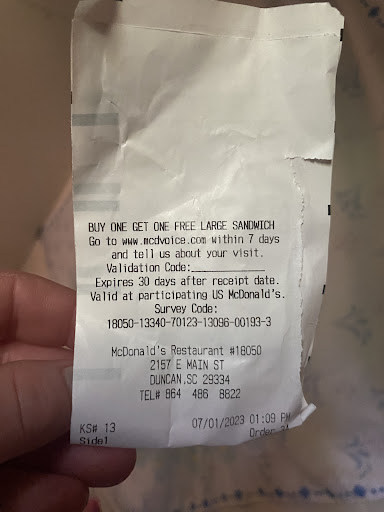 BUY ONE GET ONE FREE LARGE SANDWICH
Go to www.mcdvoice.com within 7 days
and tell us about your visit.
Validation Code:____________
Expires 30 days after receipt date.
Valid at participating US McDonald's.
Survey Code:
18050-13340-70123-13096-00193-3
McDonald's Restaurant #18050
2157 E MAIN ST
DUNCAN,SC 29334
TEL# 864 486 8822
KS# 13 07/01/2023 01:09 PM
Side1 Order